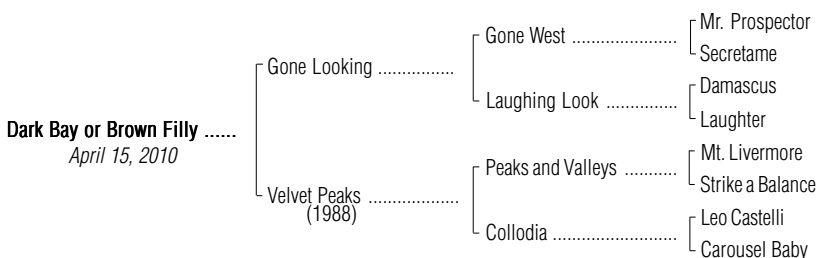 Gone West ........................ Mr. Prospector
Secretame
Gone Looking .................
Laughing Look ................ Damascus
Laughter
Dark Bay or Brown Filly ......
April 15, 2010
Peaks and Valleys ............ Mt. Livermore
Strike a Balance
Velvet Peaks ....................
(1988)
Collodia ............................ Leo Castelli
Carousel Baby